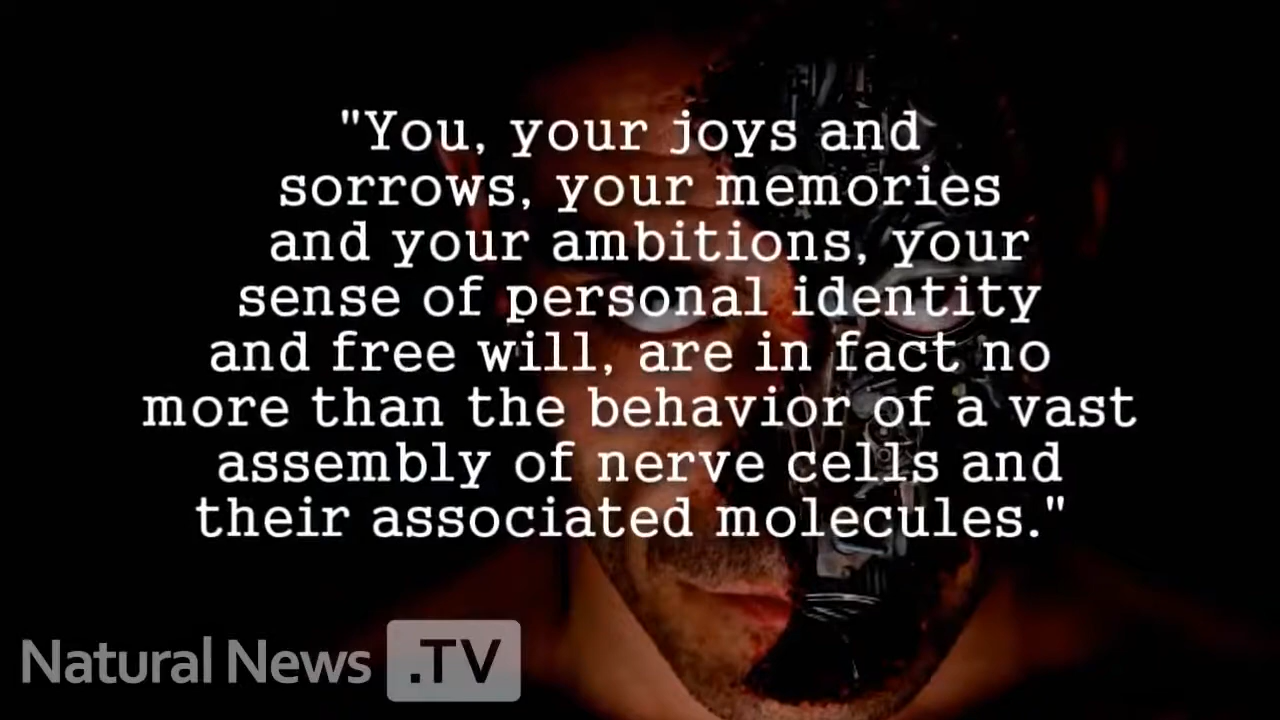 "You, your joys and
sorrows, your memories
and your ambitions, your
sense of personal identity
and free will, are in fact no
more than the behavior of a vast
assembly of nerve cells and
their associated molecules."
Natural News .TV